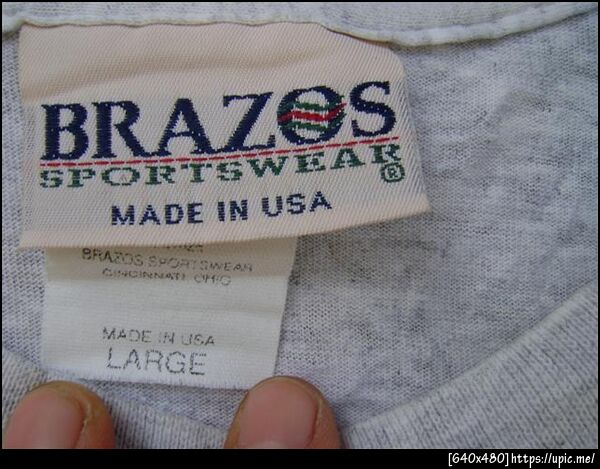 BRAZOS
SPORTSWEAR®
MADE IN USA
BRAZOS SPORTSWEAR
CINCINNATI, OHIO
MADE IN USA
LARGE
[640x480]https://upic.me/